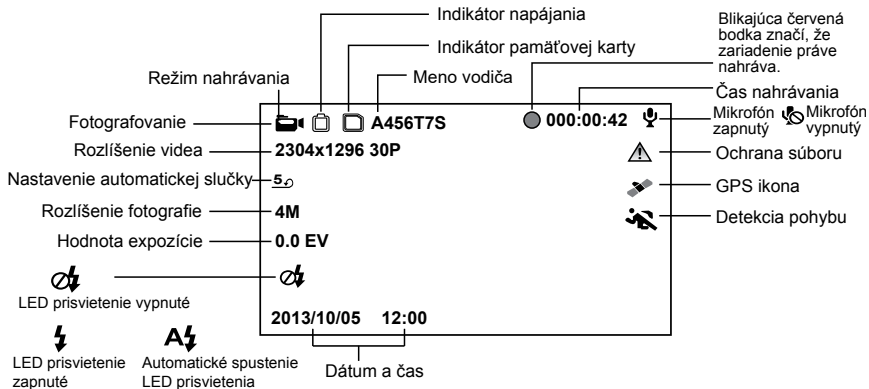 Indikátor napájania
Indikátor pamäťovej karty
Meno vodiča
Režim nahrávania
Blikajúca červená
bodka značí, že
zariadenie práve
nahráva.
Čas nahrávania
Fotografovanie
A456T7S
000:00:42
Mikrofón
zapnutý
Mikrofón
vypnutý
Rozlíšenie videa
2304x1296 30P
Ochrana súboru
Nastavenie automatickej slučky
5
GPS ikona
Rozlíšenie fotografie
4M
Detekcia pohybu
Hodnota expozície
0.0 EV
LED prisvietenie vypnuté
2013/10/05 12:00
A
LED prisvietenie
zapnuté
Automatické spustenie
LED prisvietenia
Dátum a čas